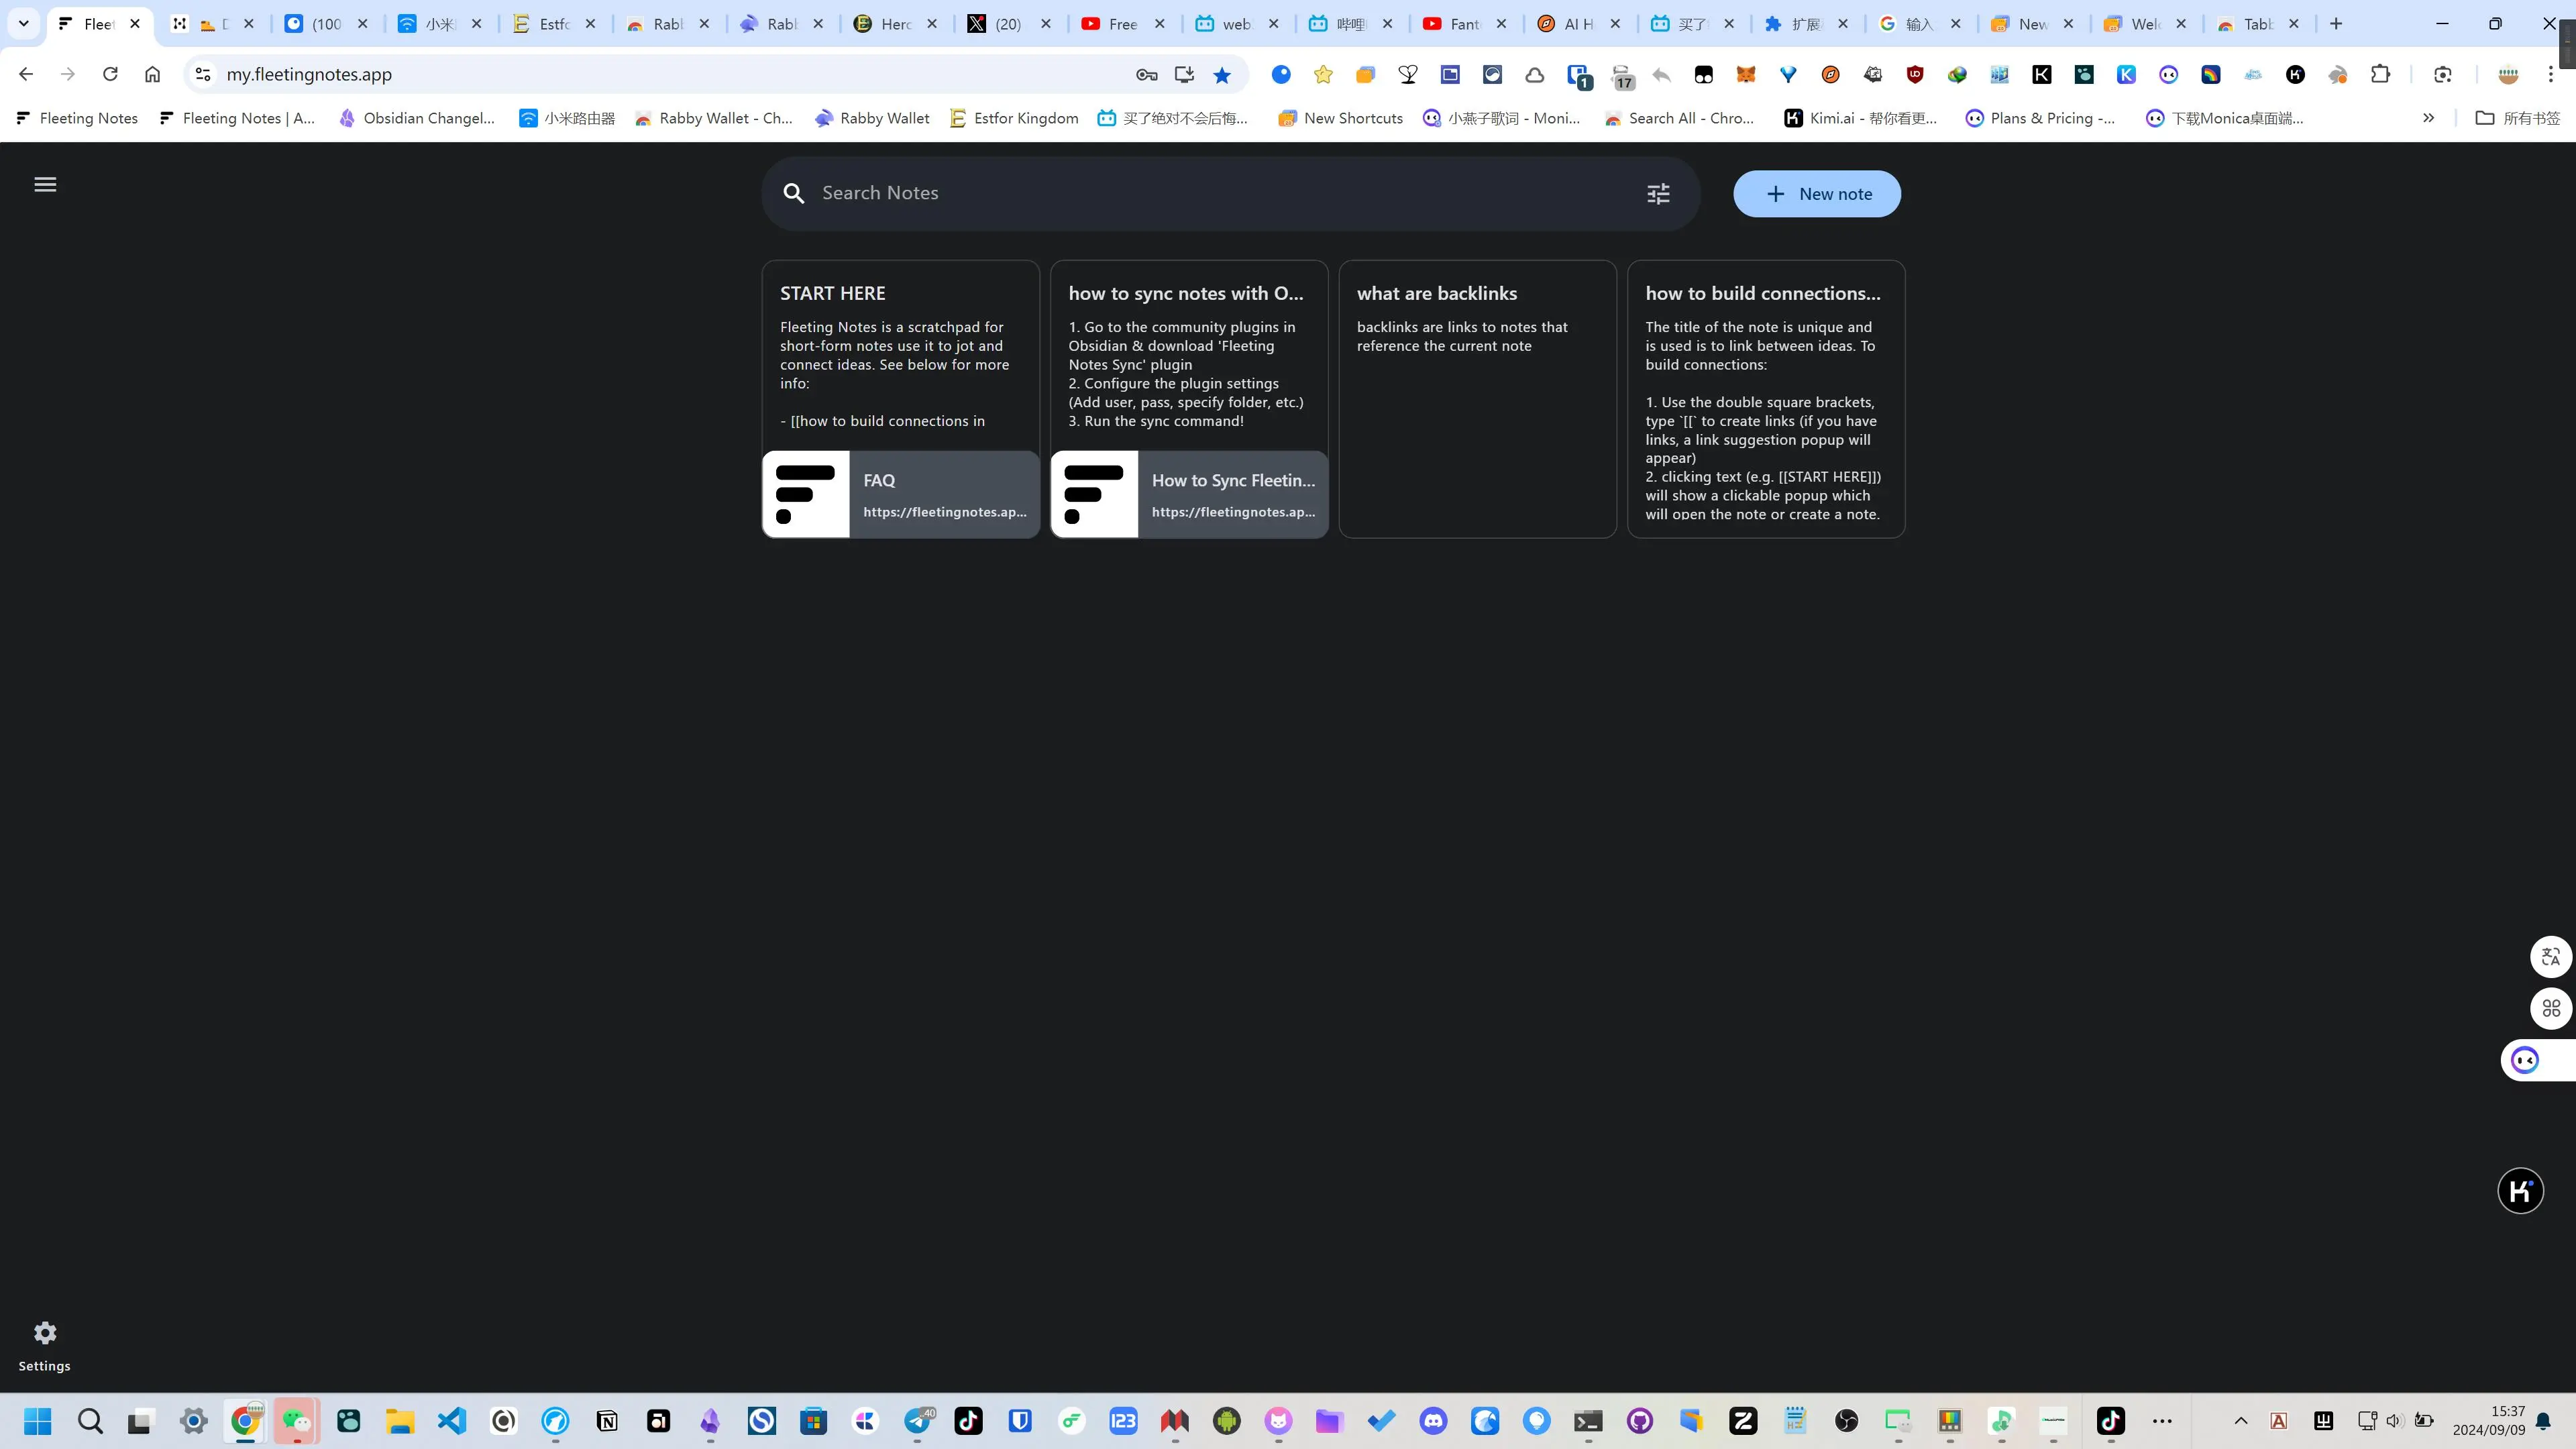 Fleet
(100
小米
Estfo
Rabb
Rabb
Herc
(20)
Free
web
哔哩
Fant
AI H
买了
扩展
输入
New
Welc
Tabb
my.fleetingnotes.app
1
17
Fleeting Notes
Fleeting Notes | A...
Obsidian Changel...
小米路由器
Rabby Wallet - Ch...
Rabby Wallet
Estfor Kingdom
买了绝对不会后悔...
New Shortcuts
小燕子歌词 - Moni...
Search All - Chro...
Kimi.ai - 帮你看更...
Plans & Pricing -...
下载Monica桌面端...
所有书签
Search Notes
New note
START HERE
Fleeting Notes is a scratchpad for
short-form notes use it to jot and
connect ideas. See below for more
info:
- [[how to build connections in
FAQ
https://fleetingnotes.ap...
how to sync notes with O...
1. Go to the community plugins in
Obsidian & download 'Fleeting
Notes Sync' plugin
2. Configure the plugin settings
(Add user, pass, specify folder, etc.)
3. Run the sync command!
How to Sync Fleetin...
https://fleetingnotes.ap...
what are backlinks
backlinks are links to notes that
reference the current note
how to build connections...
The title of the note is unique and
is used is to link between ideas. To
build connections:
1. Use the double square brackets,
type `[[` to create links (if you have
links, a link suggestion popup will
appear)
2. clicking text (e.g. [[START HERE]])
will show a clickable popup which
will open the note or create a note.
Settings
40
123
15:37
2024/09/09